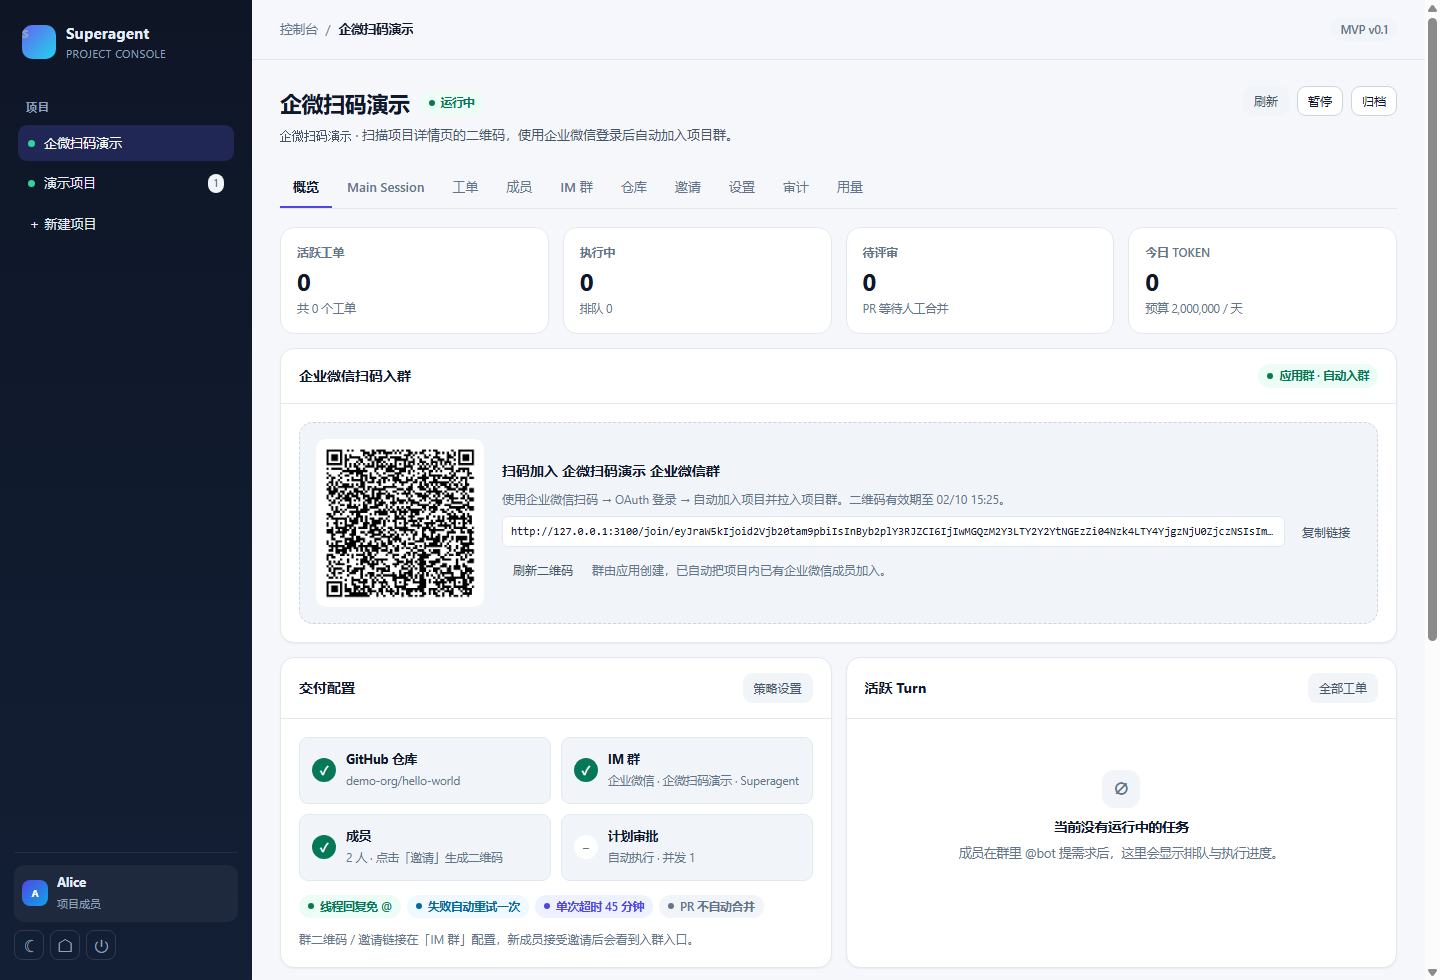 Superagent
PROJECT CONSOLE
项目
企微扫码演示
演示项目
1
+ 新建项目
A
Alice
项目成员
控制台 / 企微扫码演示
MVP v0.1
企微扫码演示
运行中
刷新
暂停
归档
企微扫码演示 · 扫描项目详情页的二维码，使用企业微信登录后自动加入项目群。
概览
Main Session
工单
成员
IM 群
仓库
邀请
设置
审计
用量
活跃工单
0
共 0 个工单
执行中
0
排队 0
待评审
0
PR 等待人工合并
今日 TOKEN
0
预算 2,000,000 / 天
企业微信扫码入群
应用群 · 自动入群
扫码加入 企微扫码演示 企业微信群
使用企业微信扫码 → OAuth 登录 → 自动加入项目并拉入项目群。二维码有效期至 02/10 15:25。
复制链接
刷新二维码
群由应用创建，已自动把项目内已有企业微信成员加入。
交付配置
策略设置
GitHub 仓库
demo-org/hello-world
IM 群
企业微信 · 企微扫码演示 · Superagent
成员
2 人 · 点击「邀请」生成二维码
计划审批
自动执行 · 并发 1
线程回复免 @
失败自动重试一次
单次超时 45 分钟
PR 不自动合并
群二维码 / 邀请链接在「IM 群」配置，新成员接受邀请后会看到入群入口。
活跃 Turn
全部工单
当前没有运行中的任务
成员在群里 @bot 提需求后，这里会显示排队与执行进度。